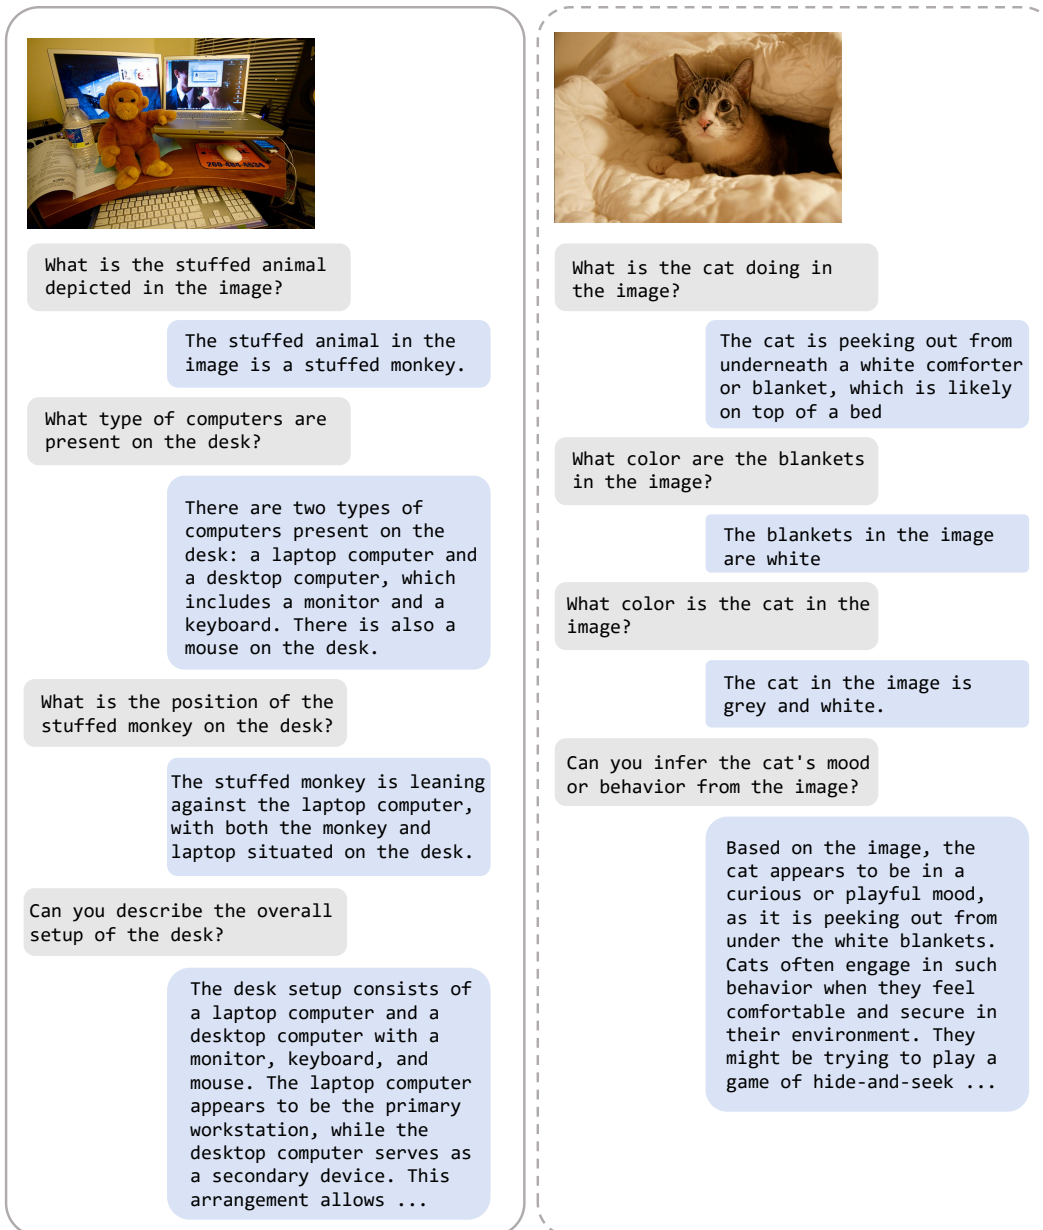 iLife
260-484-4634
What is the stuffed animal
depicted in the image?
The stuffed animal in the
image is a stuffed monkey.
What type of computers are
present on the desk?
There are two types of
computers present on the
desk: a laptop computer and
a desktop computer, which
includes a monitor and a
keyboard. There is also a
mouse on the desk.
What is the position of the
stuffed monkey on the desk?
The stuffed monkey is leaning
against the laptop computer,
with both the monkey and
laptop situated on the desk.
Can you describe the overall
setup of the desk?
The desk setup consists of
a laptop computer and a
desktop computer with a
monitor, keyboard, and
mouse. The laptop computer
appears to be the primary
workstation, while the
desktop computer serves as
a secondary device. This
arrangement allows ...
What is the cat doing in
the image?
The cat is peeking out from
underneath a white comforter
or blanket, which is likely
on top of a bed
What color are the blankets
in the image?
The blankets in the image
are white
What color is the cat in the
image?
The cat in the image is
grey and white.
Can you infer the cat's mood
or behavior from the image?
Based on the image, the
cat appears to be in a
curious or playful mood,
as it is peeking out from
under the white blankets.
Cats often engage in such
behavior when they feel
comfortable and secure in
their environment. They
might be trying to play a
game of hide-and-seek ...